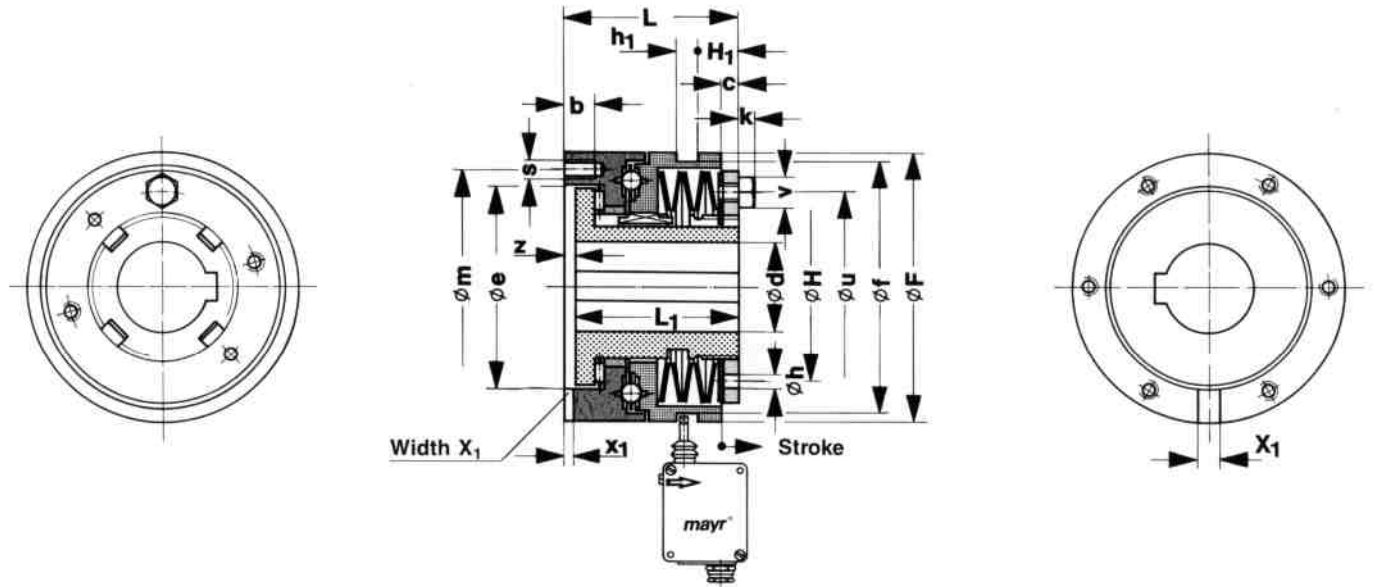 L
h1
H1
c
b
k
s
v
z
Øm
Øe
L1
Ød
ØH
Øu
Øf
ØF
Øh
Width X1
x1
Stroke
X1
mayr®